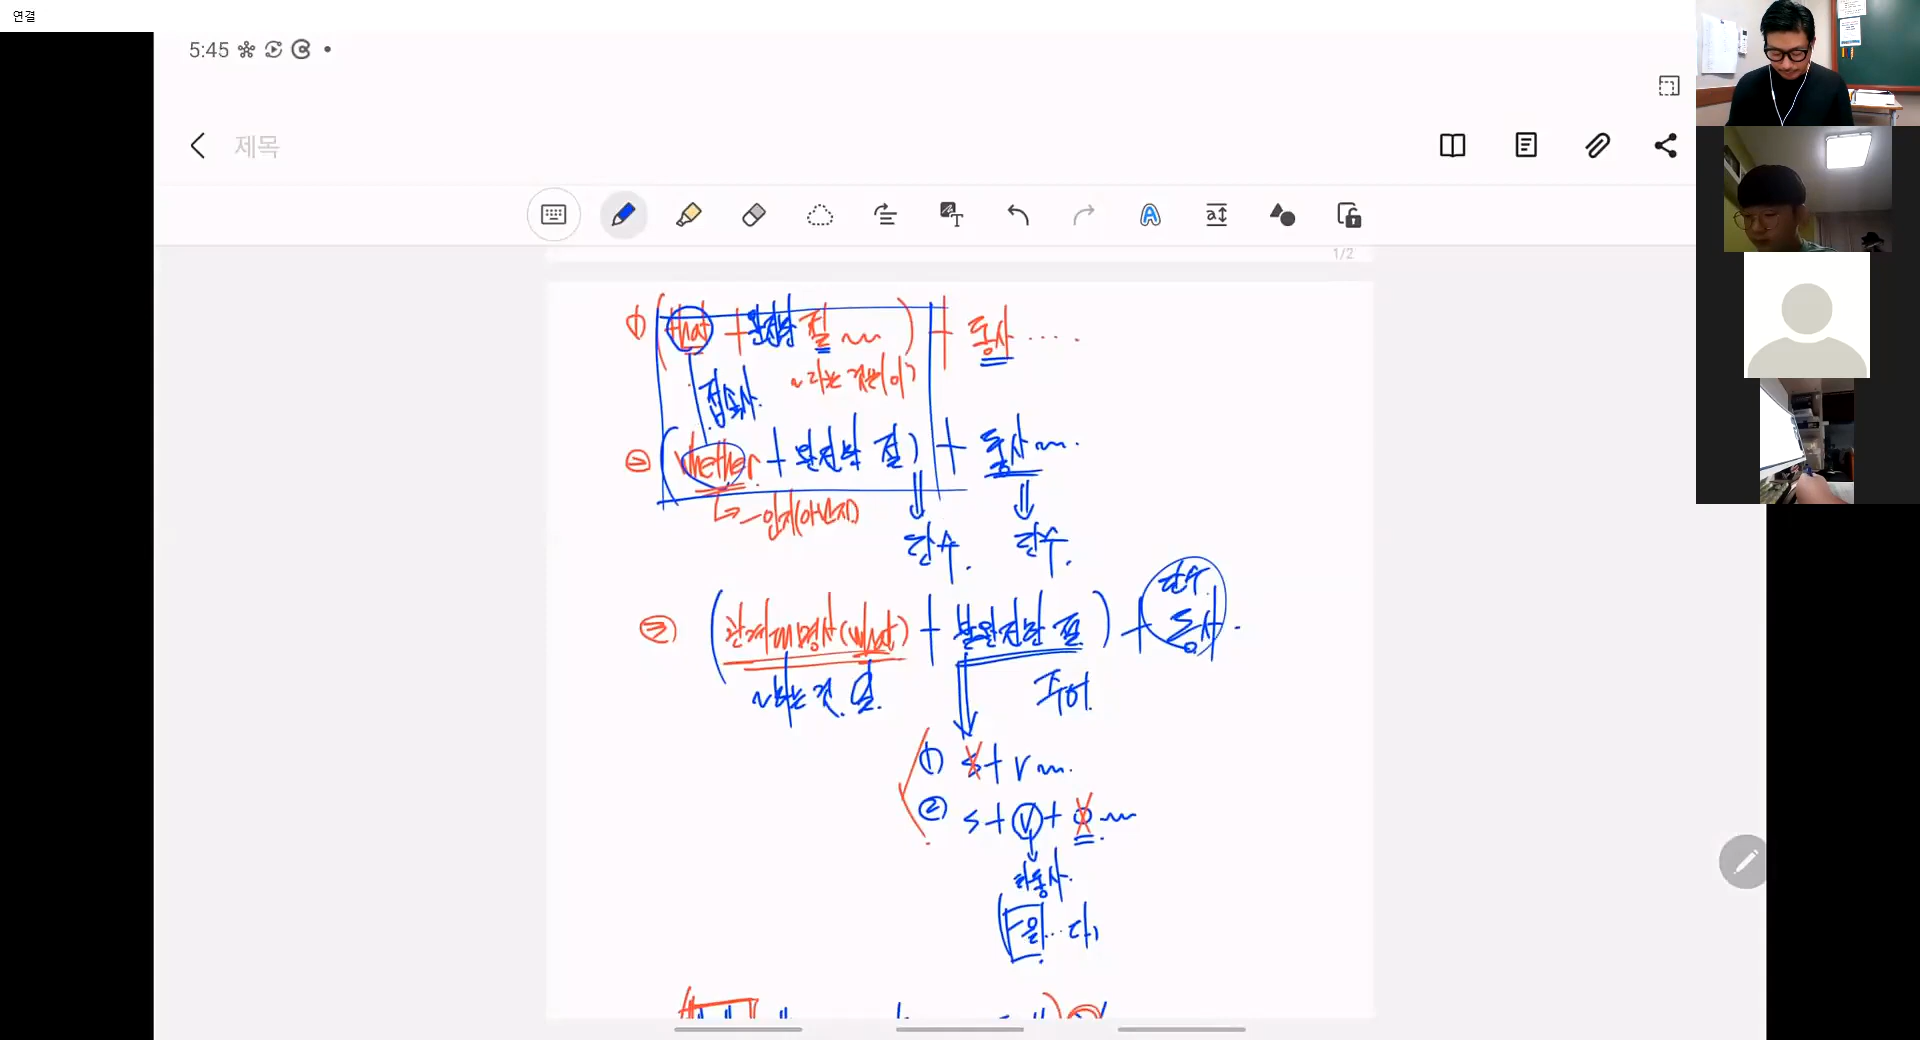 연결
5:45
제목
1/2
① (that + 완전한 절 ~) + 동사 ····
접속사. ~라는 것은(이)
② (whether + 완전한 절) + 동사 ~.
→ ~인지(아닌지)
단수. 단수.
③ (관계대명사(what) + 불완전한 절) + 단수 동사.
~라는 것. 주어.
① S + V ~.
② S + V + O ~.
타동사.
(~을 ··· 다)